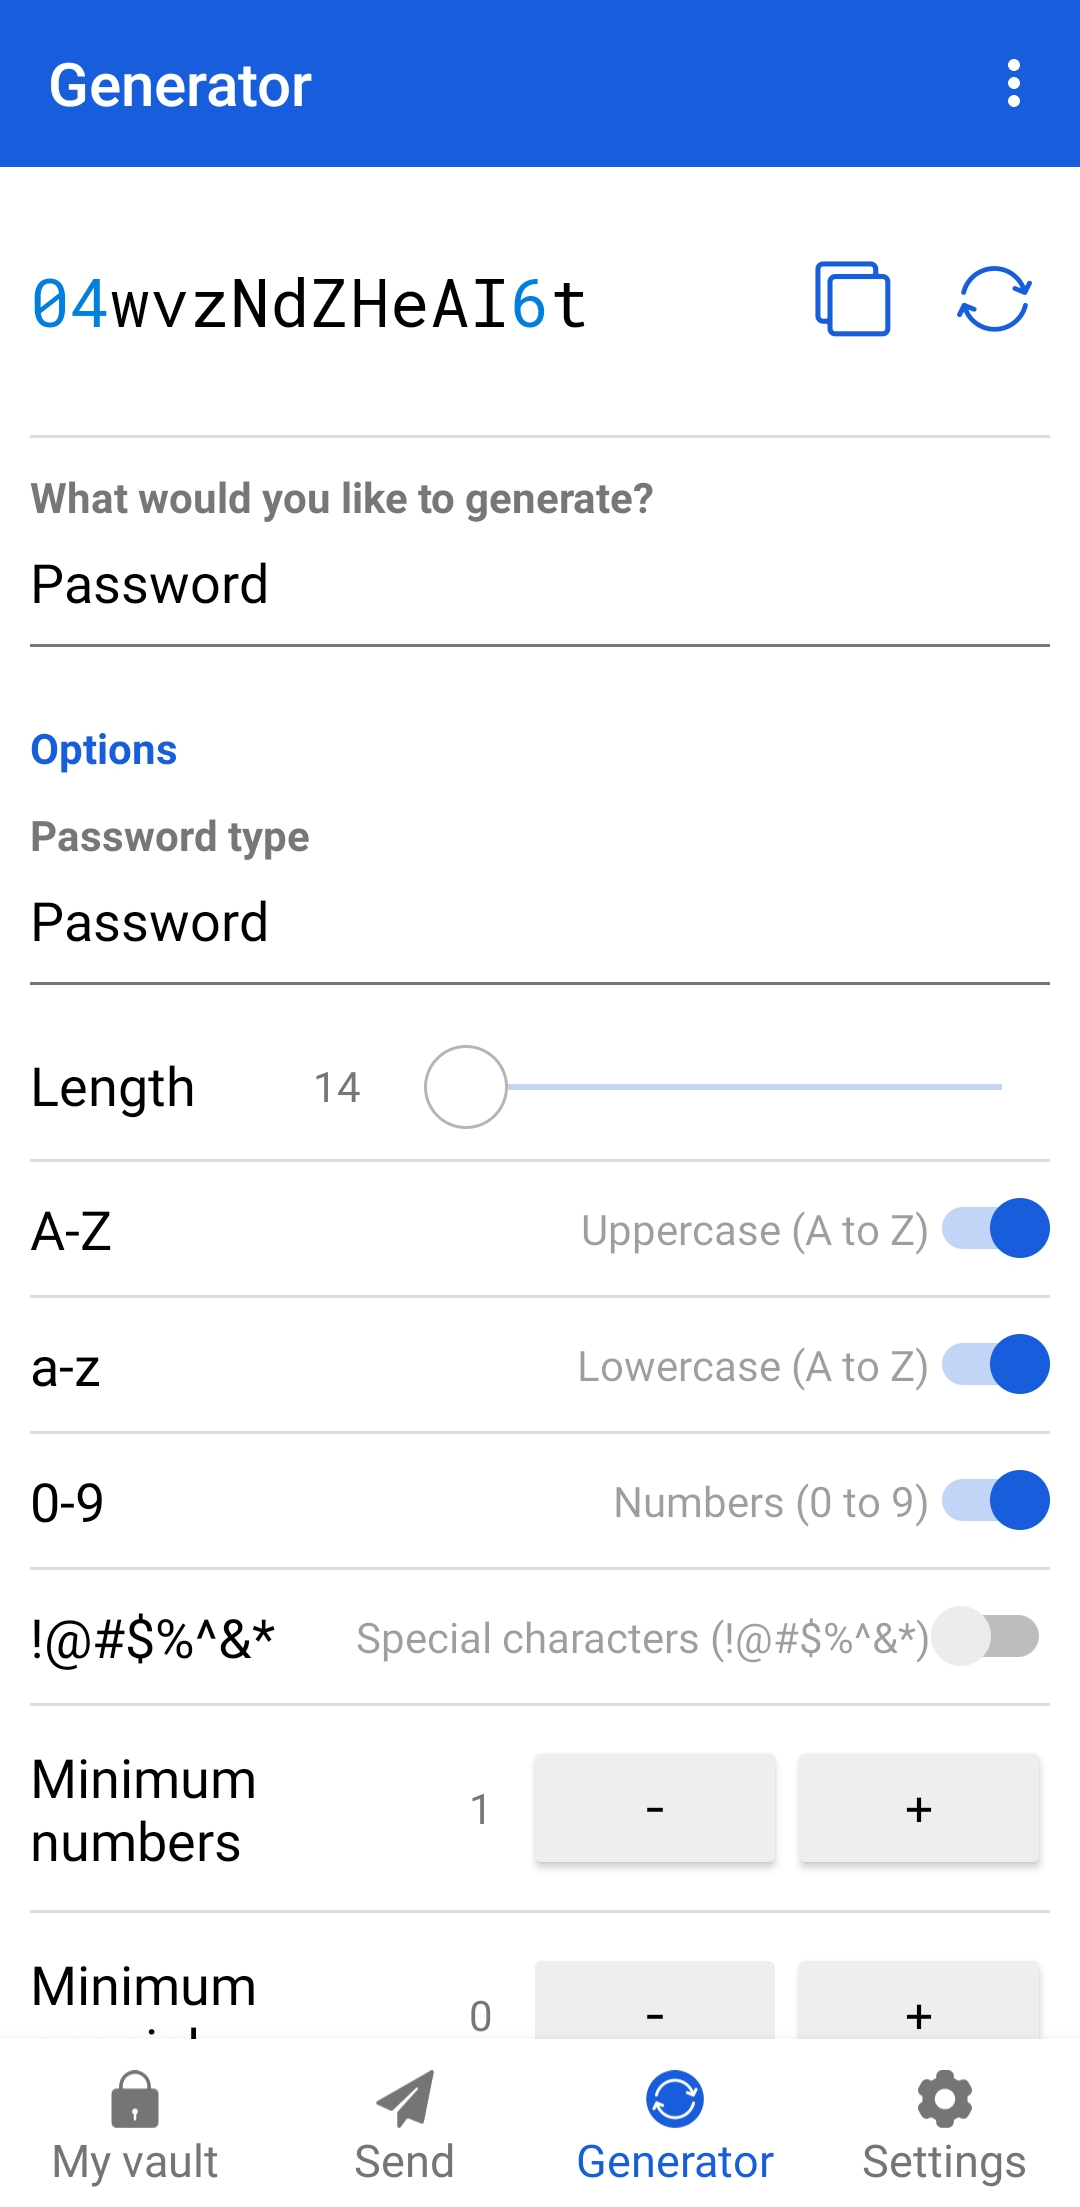 Generator
04wvzNdZHeAI6t
What would you like to generate?
Password
Options
Password type
Password
Length 14
A-Z Uppercase (A to Z)
a-z Lowercase (A to Z)
0-9 Numbers (0 to 9)
!@#$%^&* Special characters (!@#$%^&*)
Minimum
numbers 1 - +
Minimum
0 - +
My vault Send Generator Settings